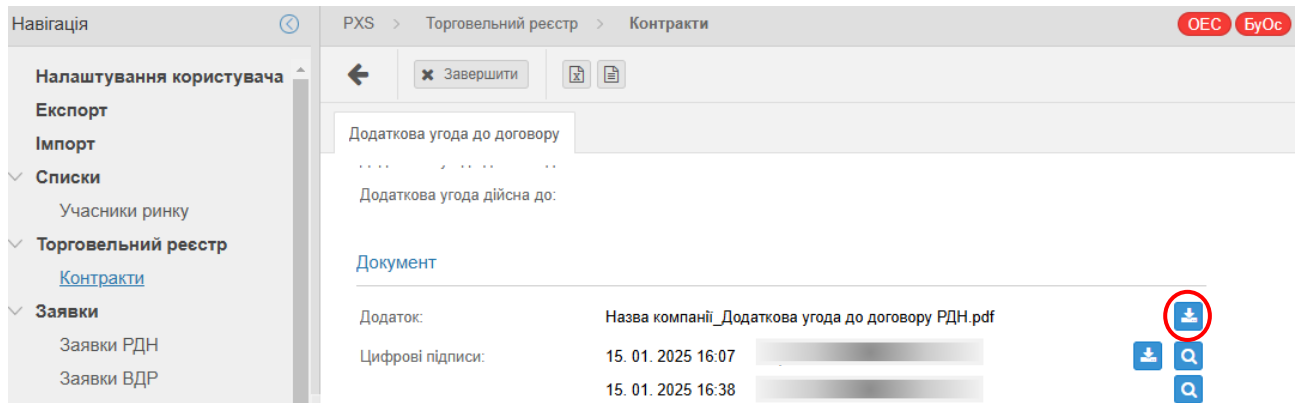 Навігація
PXS > Торговельний реєстр > Контракти
ОЕС БуОс
Налаштування користувача
Експорт
Імпорт
Списки
Учасники ринку
Торговельний реєстр
Контракти
Заявки
Заявки РДН
Заявки ВДР
Завершити
Додаткова угода до договору
Додаткова угода дійсна до:
Документ
Додаток: Назва компанії_Додаткова угода до договору РДН.pdf
Цифрові підписи: 15. 01. 2025 16:07
15. 01. 2025 16:38